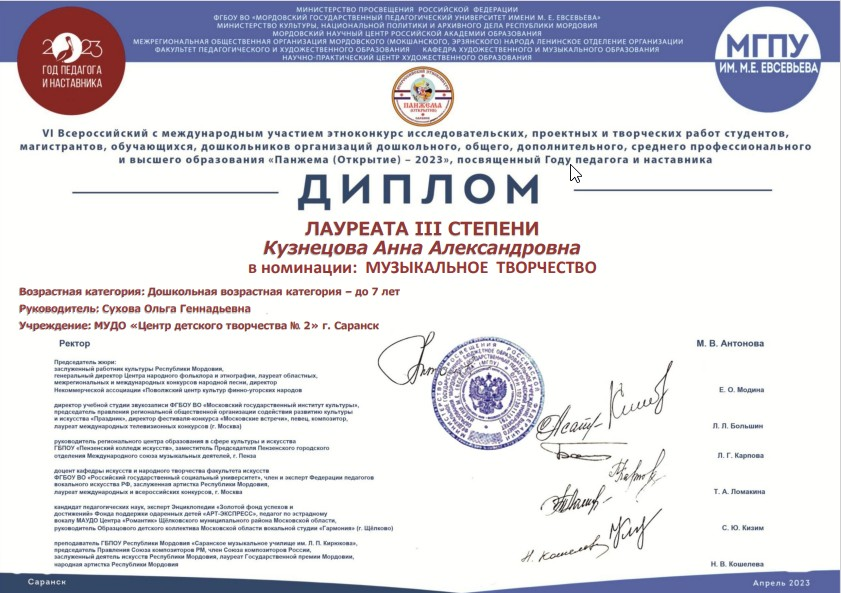 МИНИСТЕРСТВО ПРОСВЕЩЕНИЯ РОССИЙСКОЙ ФЕДЕРАЦИИ
ФГБОУ ВО «МОРДОВСКИЙ ГОСУДАРСТВЕННЫЙ ПЕДАГОГИЧЕСКИЙ УНИВЕРСИТЕТ ИМЕНИ М. Е. ЕВСЕВЬЕВА»
МИНИСТЕРСТВО КУЛЬТУРЫ, НАЦИОНАЛЬНОЙ ПОЛИТИКИ И АРХИВНОГО ДЕЛА РЕСПУБЛИКИ МОРДОВИЯ
МОРДОВСКИЙ НАУЧНЫЙ ЦЕНТР РОССИЙСКОЙ АКАДЕМИИ ОБРАЗОВАНИЯ
МЕЖРЕГИОНАЛЬНАЯ ОБЩЕСТВЕННАЯ ОРГАНИЗАЦИЯ МОРДОВСКОГО (МОКШАНСКОГО, ЭРЗЯНСКОГО) НАРОДА ЛЕНИНСКОЕ ОТДЕЛЕНИЕ ОРГАНИЗАЦИИ
ФАКУЛЬТЕТ ПЕДАГОГИЧЕСКОГО И ХУДОЖЕСТВЕННОГО ОБРАЗОВАНИЯ КАФЕДРА ХУДОЖЕСТВЕННОГО И МУЗЫКАЛЬНОГО ОБРАЗОВАНИЯ
НАУЧНО-ПРАКТИЧЕСКИЙ ЦЕНТР ХУДОЖЕСТВЕННОГО ОБРАЗОВАНИЯ
2023
ГОД ПЕДАГОГА
И НАСТАВНИКА
МГПУ
ИМ. М.Е. ЕВСЕВЬЕВА
ПАНЖЕМА
(ОТКРЫТИЕ)
VI Всероссийский с международным участием этноконкурс исследовательских, проектных и творческих работ студентов,
магистрантов, обучающихся, дошкольников организаций дошкольного, общего, дополнительного, среднего профессионального
и высшего образования «Панжема (Открытие) – 2023», посвященный Году педагога и наставника
ДИПЛОМ
ЛАУРЕАТА III СТЕПЕНИ
Кузнецова Анна Александровна
в номинации: МУЗЫКАЛЬНОЕ ТВОРЧЕСТВО
Возрастная категория: Дошкольная возрастная категория – до 7 лет
Руководитель: Сухова Ольга Геннадьевна
Учреждение: МУДО «Центр детского творчества № 2» г. Саранск
Ректор
М. В. Антонова
Председатель жюри:
заслуженный работник культуры Республики Мордовия,
генеральный директор Центра народного фольклора и этнографии, лауреат областных,
межрегиональных и международных конкурсов народной песни, директор
Некоммерческой ассоциации «Поволжский центр культур финно-угорских народов
Е. О. Модина
директор учебной студии звукозаписи ФГБОУ ВО «Московский государственный институт культуры»,
председатель правления региональной общественной организации содействия развитию культуры
и искусства «Праздник», директор фестиваля-конкурса «Московские встречи», певец, композитор,
лауреат международных телевизионных конкурсов (г. Москва)
Л. Л. Большин
руководитель регионального центра образования в сфере культуры и искусства
ГБПОУ «Пензенский колледж искусств», заместитель Председателя Пензенского городского
отделения Международного союза музыкальных деятелей, г. Пенза
Л. Г. Карпова
доцент кафедры искусств и народного творчества факультета искусств
ФГБОУ ВО «Российский государственный социальный университет», член и эксперт Федерации педагогов
вокального искусства РФ, заслуженная артистка Республики Мордовия,
лауреат международных и всероссийских конкурсов, г. Москва
Т. А. Ломакина
кандидат педагогических наук, эксперт Энциклопедии «Золотой фонд успехов и
достижений» Фонда поддержки одаренных детей «АРТ-ЭКСПРЕСС», педагог по эстрадному
вокалу МАУДО Центра «Романтик» Щёлковского муниципального района Московской области,
руководитель Образцового детского коллектива Московской области вокальной студии «Гармония» (г. Щёлково)
С. Ю. Кизим
преподаватель ГБПОУ Республики Мордовия «Саранское музыкальное училище им. Л. П. Кирюкова»,
председатель Правления Союза композиторов РМ, член Союза композиторов России,
заслуженный деятель искусств Республики Мордовия, лауреат Государственной премии Мордовии,
народная артистка Республики Мордовия
Н. В. Кошелева
Н. Кошелева
Саранск
Апрель 2023